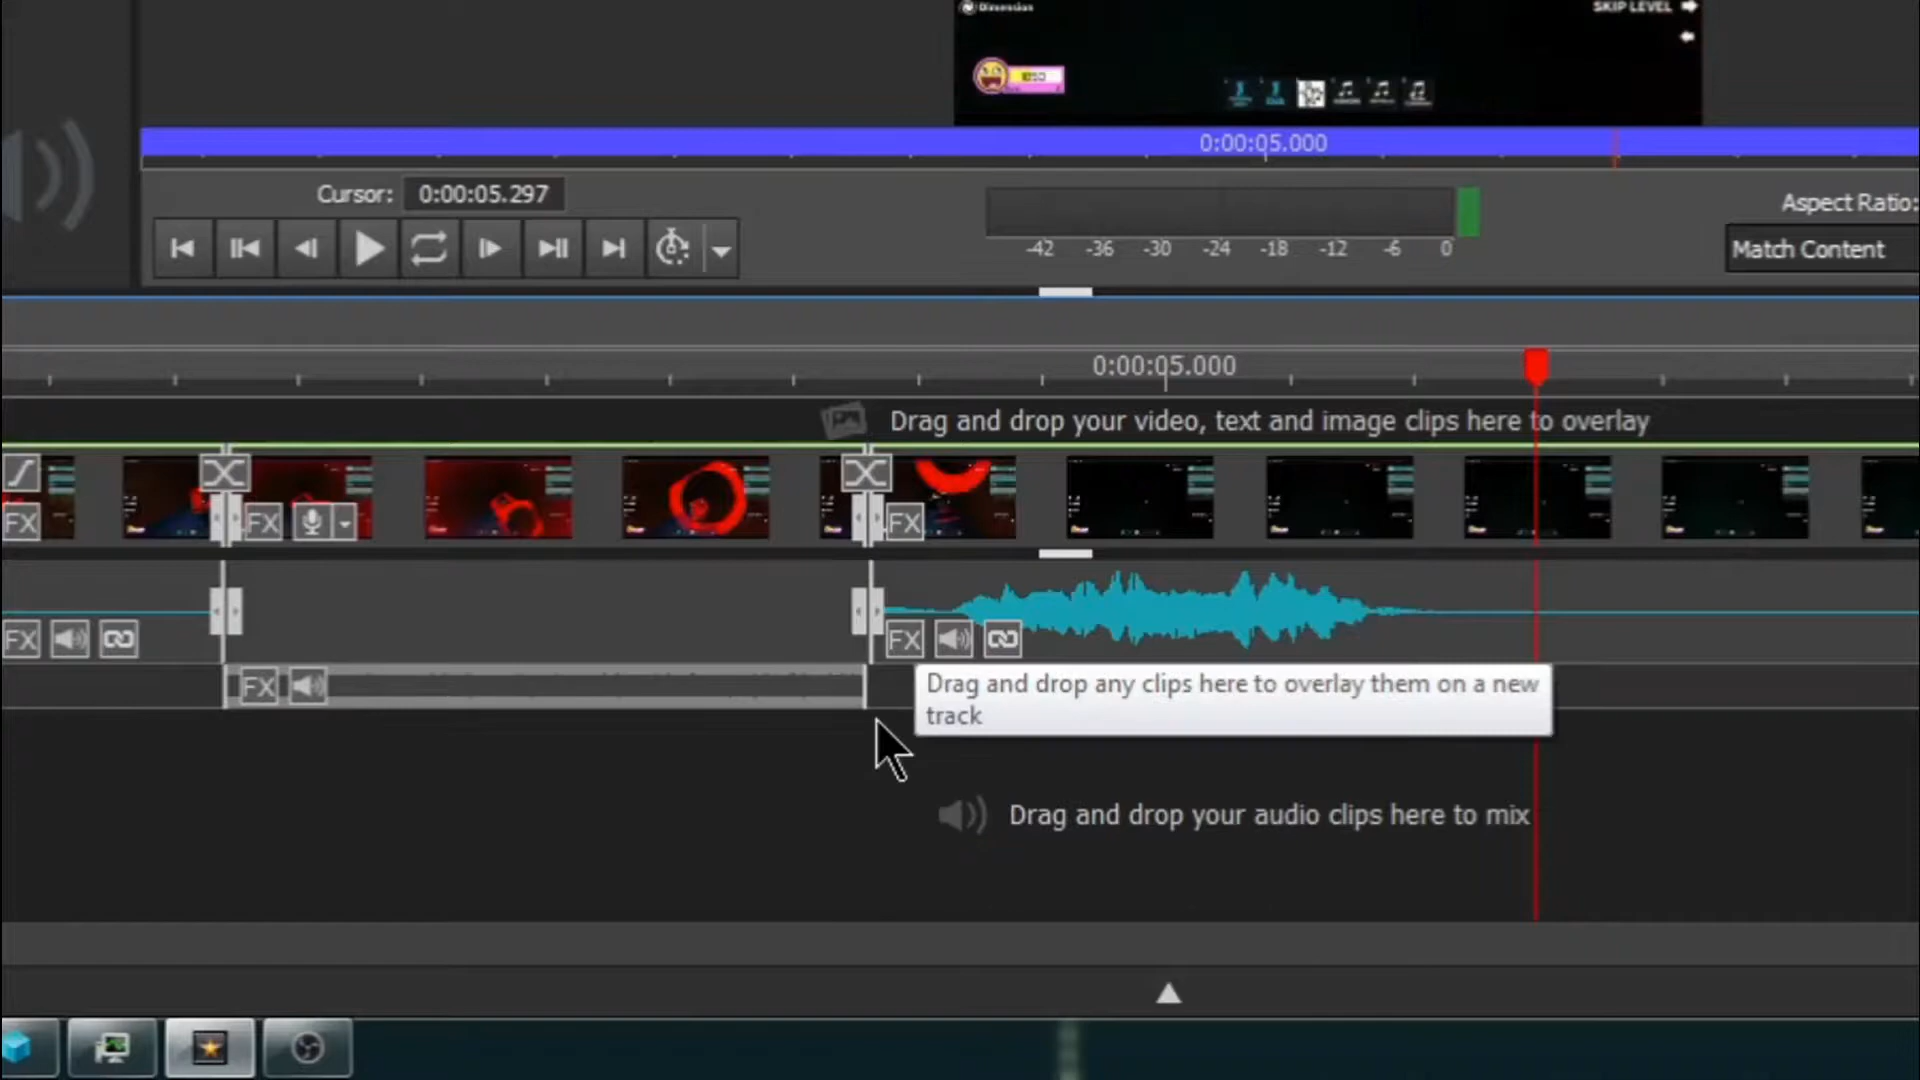 Dimension
SKIP LEVEL
0:00:05.000
Cursor: 0:00:05.297
Aspect Ratio:
-42 -36 -30 -24 -18 -12 -6 0
Match Content
0:00:05.000
Drag and drop your video, text and image clips here to overlay
FX FX FX
FX FX
FX
Drag and drop any clips here to overlay them on a new
track
Drag and drop your audio clips here to mix